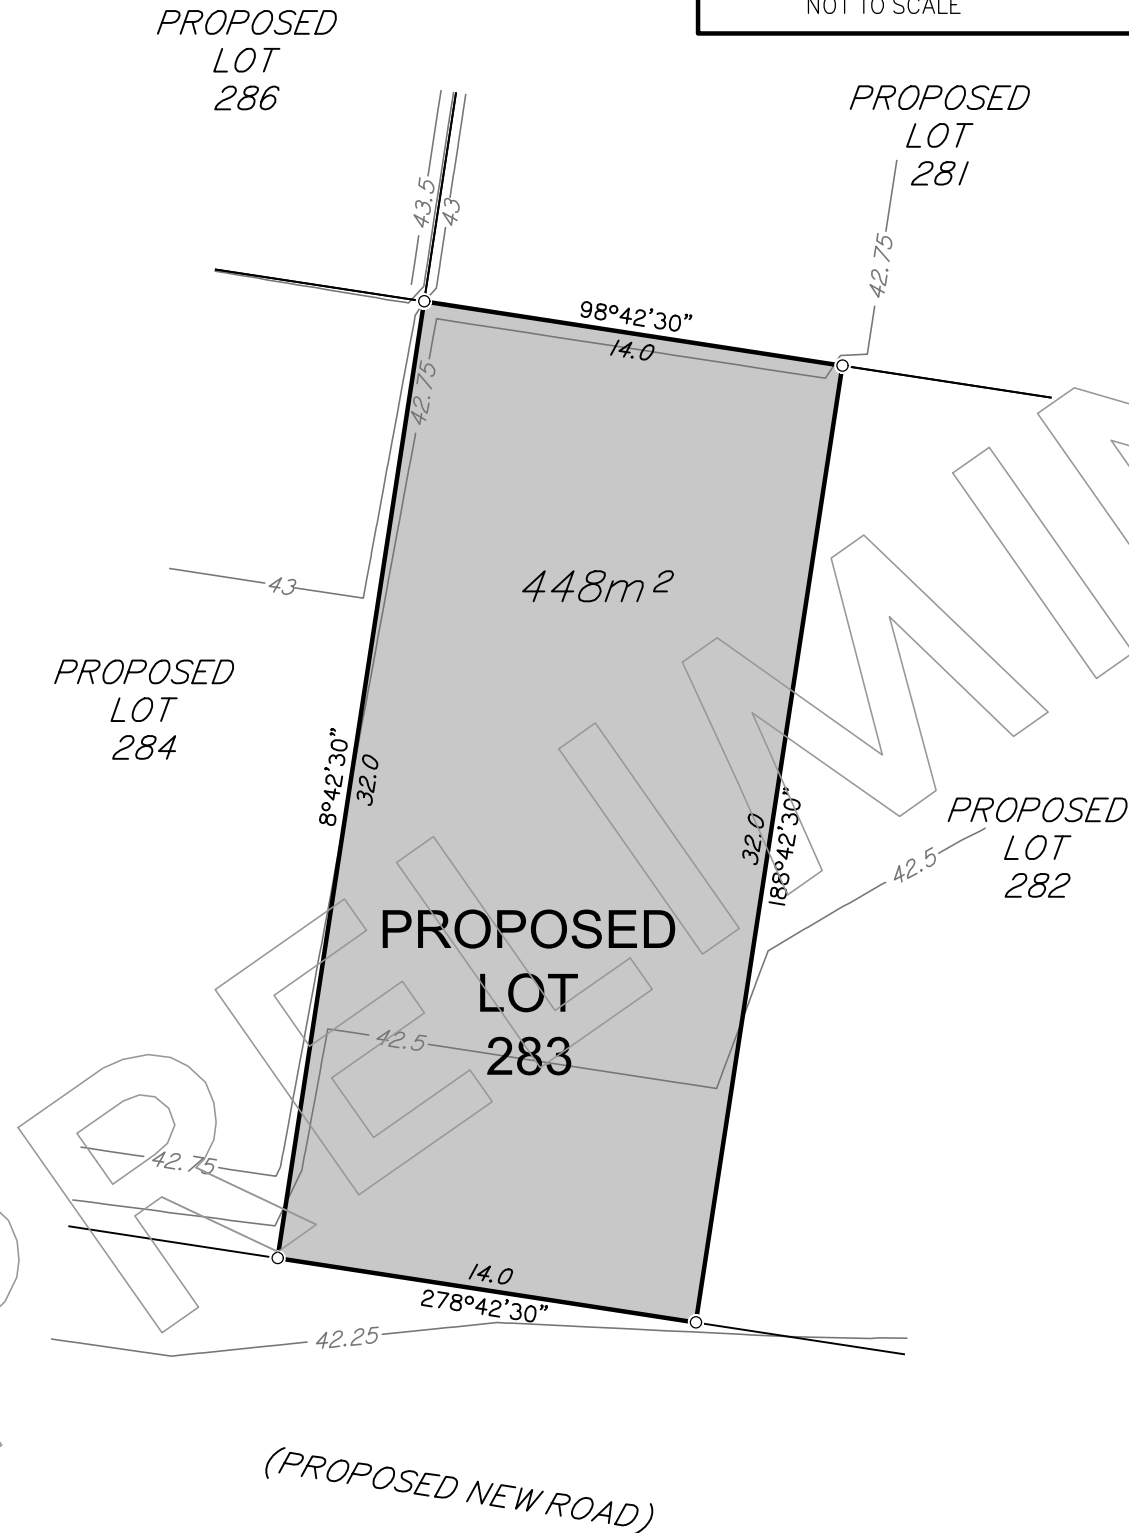 NOT TO SCALE
PROPOSED
LOT
286
PROPOSED
LOT
281
43.5
43
42.75
98°42'30"
14.0
42.75
43
448m²
PROPOSED
LOT
284
8°42'30"
32.0
32.0
188°42'30"
PROPOSED
LOT
282
42.5
PROPOSED
LOT
283
42.5
42.75
14.0
278°42'30"
42.25
(PROPOSED NEW ROAD)
PRELIMIN